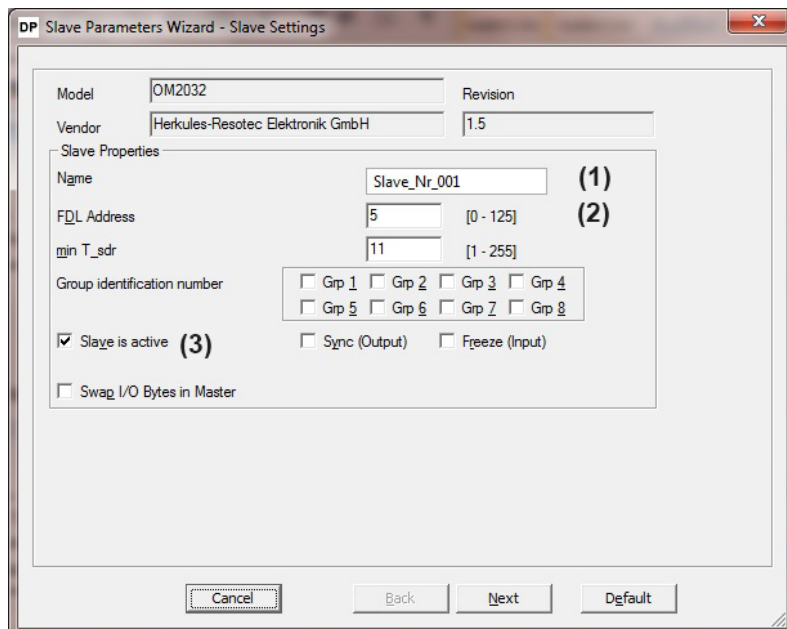 DP Slave Parameters Wizard - Slave Settings
Model OM2032 Revision
Vendor Herkules-Resotec Elektronik GmbH 1.5
Slave Properties
Name Slave_Nr_001 (1)
FDL Address 5 [0 - 125] (2)
min T_sdr 11 [1 - 255]
Group identification number Grp 1 Grp 2 Grp 3 Grp 4
Grp 5 Grp 6 Grp 7 Grp 8
Slave is active (3) Sync (Output) Freeze (Input)
Swap I/O Bytes in Master
Cancel Back Next Default